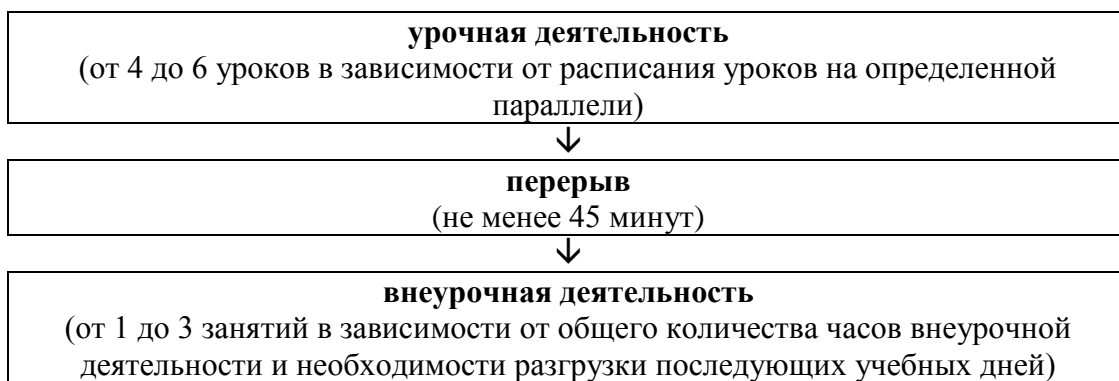 урочная деятельность
(от 4 до 6 уроков в зависимости от расписания уроков на определенной
параллели)
↓
перерыв
(не менее 45 минут)
↓
внеурочная деятельность
(от 1 до 3 занятий в зависимости от общего количества часов внеурочной
деятельности и необходимости разгрузки последующих учебных дней)